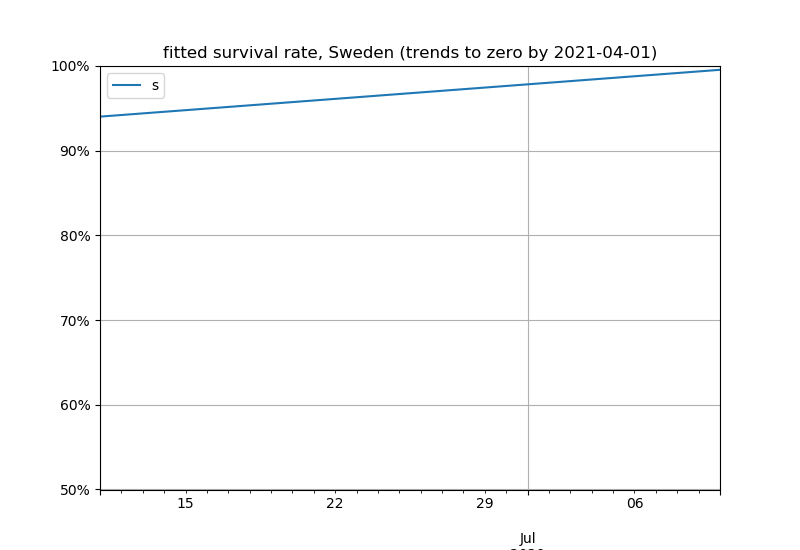 fitted survival rate, Sweden (trends to zero by 2021-04-01)
100%
s
90%
80%
70%
60%
50%
15 22 29 06
Jul